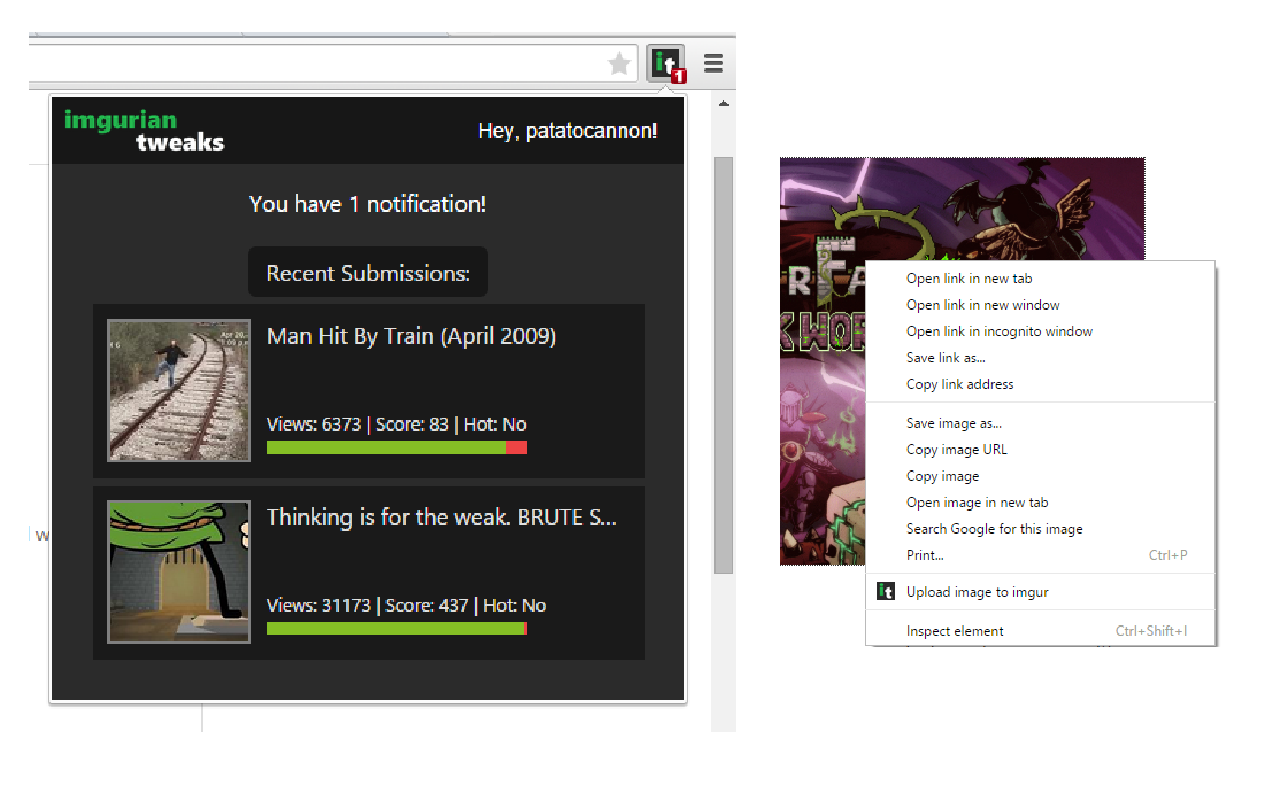 it
1
imgurian
tweaks
Hey, patatocannon!
You have 1 notification!
Recent Submissions:
Man Hit By Train (April 2009)
Views: 6373 | Score: 83 | Hot: No
Thinking is for the weak. BRUTE S...
Views: 31173 | Score: 437 | Hot: No
w
Open link in new tab
Open link in new window
Open link in incognito window
Save link as...
Copy link address
Save image as...
Copy image URL
Copy image
Open image in new tab
Search Google for this image
Print... Ctrl+P
it Upload image to imgur
Inspect element Ctrl+Shift+I